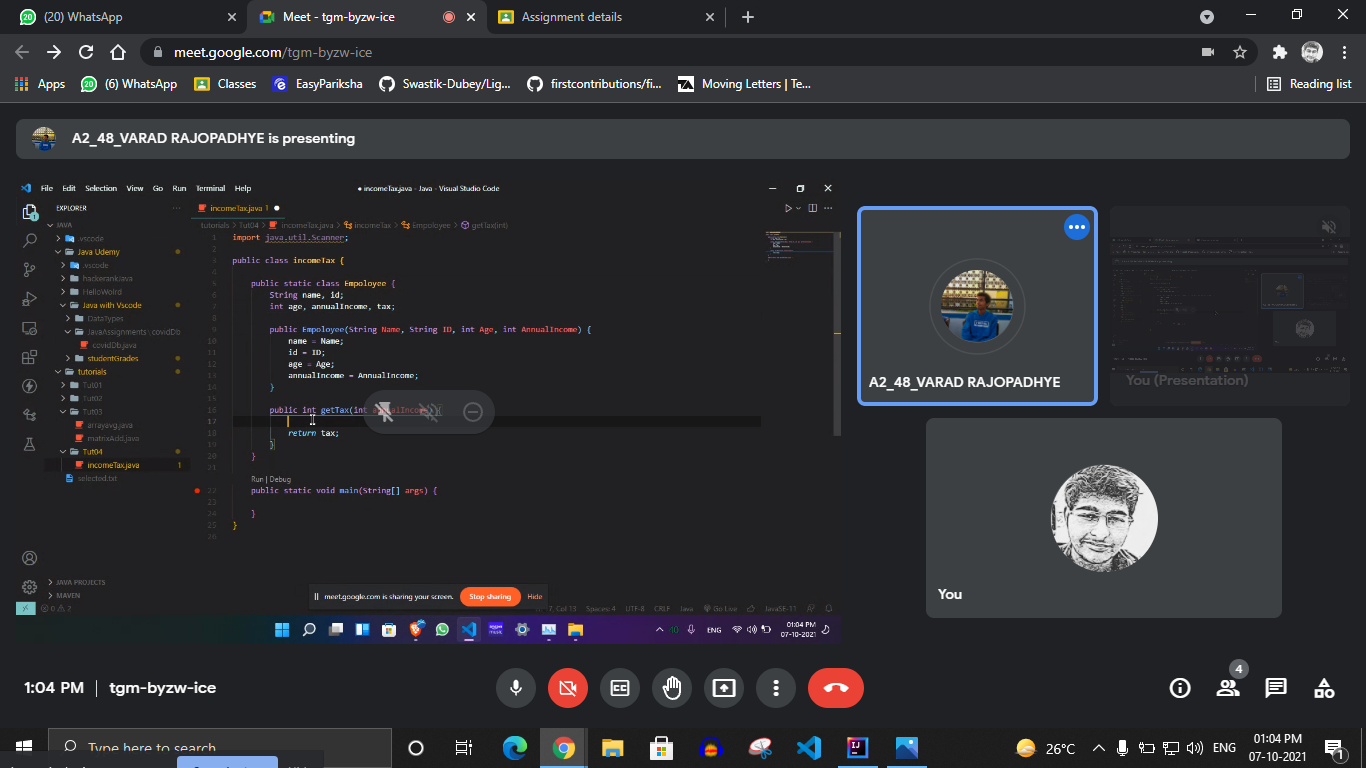 (20) WhatsApp
Meet - tgm-byzw-ice
Assignment details
meet.google.com/tgm-byzw-ice
Apps
(6) WhatsApp
Classes
EasyPariksha
Swastik-Dubey/Lig...
firstcontributions/fi...
Moving Letters | Te...
Reading list
A2_48_VARAD RAJOPADHYE is presenting
File Edit Selection View Go Run Terminal Help
● incomeTax.java - Java - Visual Studio Code
EXPLORER
JAVA
.vscode
Java Udemy
.vscode
hackerankJava
HelloWolrd
Java with Vscode
DataTypes
JavaAssignments\covidDb
covidDb.java
studentGrades
tutorials
Tut01
Tut02
Tut03
arrayavg.java
matrixAdd.java
Tut04
incomeTax.java 1
selected.txt
JAVA PROJECTS
MAVEN
incomeTax.java 1 ●
tutorials > Tut04 > incomeTax.java > incomeTax > Empoloyee > getTax(int)
1 import java.util.Scanner;
2
3 public class incomeTax {
4
5 public static class Empoloyee {
6 String name, id;
7 int age, annualIncome, tax;
8
9 public Empoloyee(String Name, String ID, int Age, int AnnualIncome) {
10 name = Name;
11 id = ID;
12 age = Age;
13 annualIncome = AnnualIncome;
14 }
15
16 public int getTax(int annualIncome){
17
18 return tax;
19 }
20 }
21
Run | Debug
22 public static void main(String[] args) {
23
24 }
25 }
26
meet.google.com is sharing your screen.
Stop sharing
Hide
0 2
7, Col 13 Spaces: 4 UTF-8 CRLF Java Go Live JavaSE-11
10 ENG
01:04 PM
07-10-2021
A2_48_VARAD RAJOPADHYE
You (Presentation)
You
1:04 PM | tgm-byzw-ice
4
Type here to search
26°C
ENG
01:04 PM
07-10-2021
1